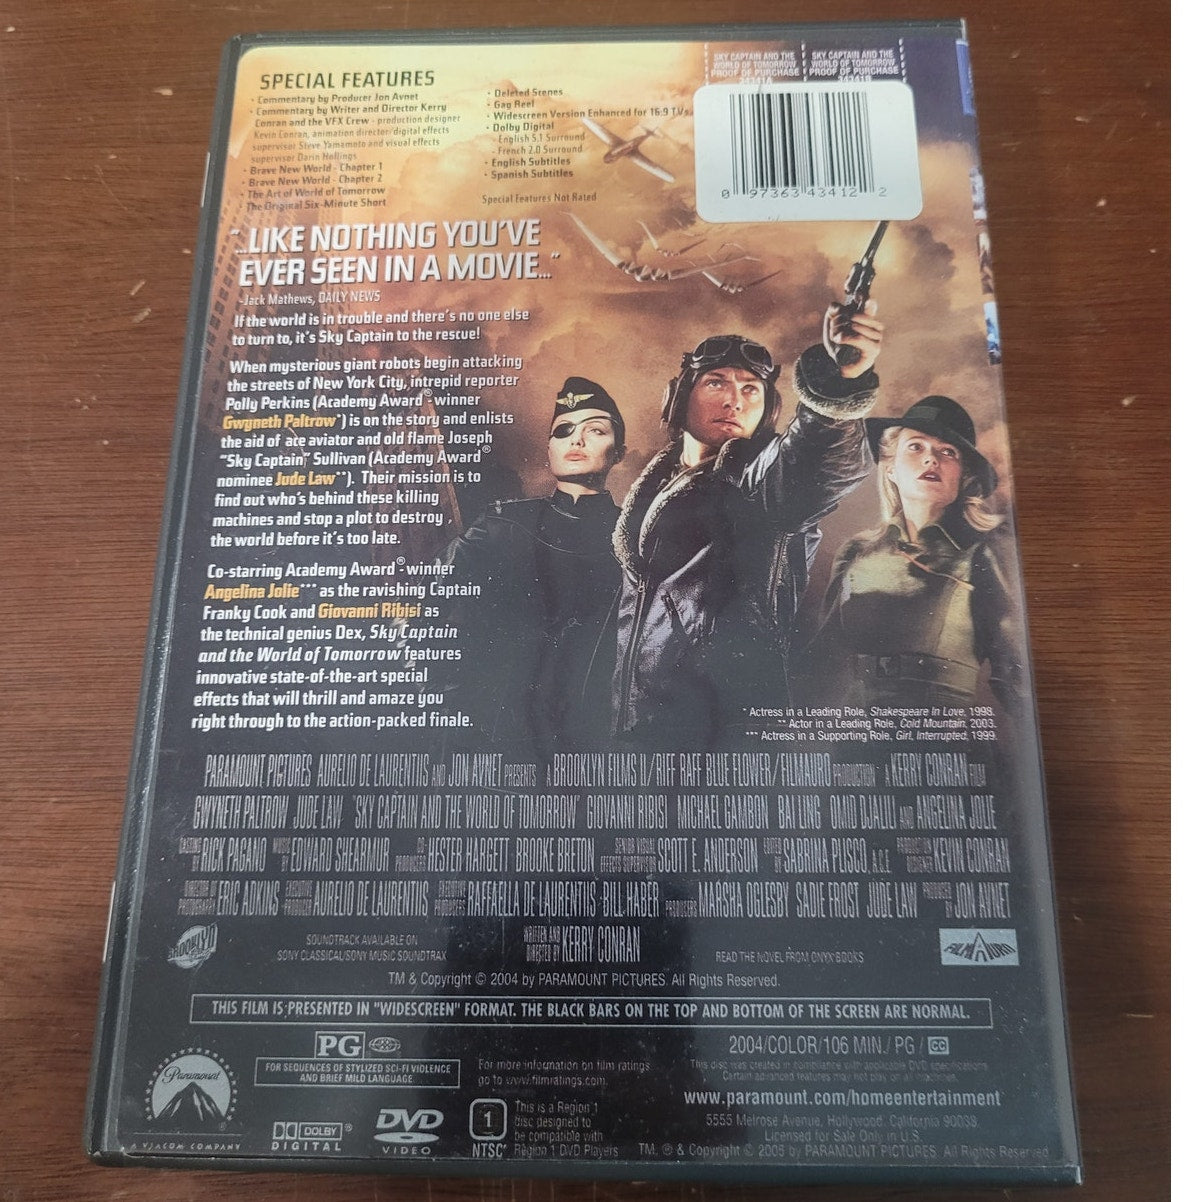 SPECIAL FEATURES
· Commentary by Producer Jon Avnet
· Commentary by Writer and Director Kerry
Conran and the VFX Crew - production designer
Kevin Conran, animation director/digital effects
supervisor Steve Yamamoto and visual effects
supervisor Darin Hollings
· Brave New World - Chapter 1
· Brave New World - Chapter 2
· The Art of World of Tomorrow
· The Original Six-Minute Short
· Deleted Scenes
· Gag Reel
· Widescreen Version Enhanced for 16:9 TVs
· Dolby Digital
- English 5.1 Surround
- French 2.0 Surround
· English Subtitles
· Spanish Subtitles
Special Features Not Rated
SKY CAPTAIN AND THE
WORLD OF TOMORROW
PROOF OF PURCHASE
34341A
SKY CAPTAIN AND THE
WORLD OF TOMORROW
PROOF OF PURCHASE
0 97363 43412 2
"...LIKE NOTHING YOU'VE
EVER SEEN IN A MOVIE..."
-Jack Mathews, DAILY NEWS
If the world is in trouble and there's no one else
to turn to, it's Sky Captain to the rescue!
When mysterious giant robots begin attacking
the streets of New York City, intrepid reporter
Polly Perkins (Academy Award®-winner
Gwyneth Paltrow*) is on the story and enlists
the aid of ace aviator and old flame Joseph
"Sky Captain" Sullivan (Academy Award®
nominee Jude Law**). Their mission is to
find out who's behind these killing
machines and stop a plot to destroy
the world before it's too late.
Co-starring Academy Award®-winner
Angelina Jolie*** as the ravishing Captain
Franky Cook and Giovanni Ribisi as
the technical genius Dex, Sky Captain
and the World of Tomorrow features
innovative state-of-the-art special
effects that will thrill and amaze you
right through to the action-packed finale.
* Actress in a Leading Role, Shakespeare In Love, 1998.
** Actor in a Leading Role, Cold Mountain, 2003.
*** Actress in a Supporting Role, Girl, Interrupted, 1999.
PARAMOUNT PICTURES AURELIO DE LAURENTIIS AND JON AVNET PRESENTS A BROOKLYN FILMS II/RIFF RAFF BLUE FLOWER/FILMAURO PRODUCTION A KERRY CONRAN FILM
GWYNETH PALTROW JUDE LAW "SKY CAPTAIN AND THE WORLD OF TOMORROW" GIOVANNI RIBISI MICHAEL GAMBON BAI LING OMID DJALILI AND ANGELINA JOLIE
CASTING BY RICK PAGANO MUSIC BY EDWARD SHEARMUR CO-PRODUCERS HESTER HARGETT BROOKE BRETON SENIOR VISUAL EFFECTS SUPERVISOR SCOTT E. ANDERSON EDITED BY SABRINA PLISCO, A.C.E. PRODUCTION DESIGNER KEVIN CONRAN
DIRECTOR OF PHOTOGRAPHY ERIC ADKINS EXECUTIVE PRODUCER AURELIO DE LAURENTIIS EXECUTIVE PRODUCERS RAFFAELLA DE LAURENTIIS BILL HABER PRODUCERS MARSHA OGLESBY SADIE FROST JUDE LAW PRODUCED BY JON AVNET
BROOKLYN
SOUNDTRACK AVAILABLE ON
SONY CLASSICAL/SONY MUSIC SOUNDTRAX
WRITTEN AND DIRECTED BY KERRY CONRAN
READ THE NOVEL FROM ONYX BOOKS
FILMAURO
TM & Copyright © 2004 by PARAMOUNT PICTURES. All Rights Reserved.
THIS FILM IS PRESENTED IN "WIDESCREEN" FORMAT. THE BLACK BARS ON THE TOP AND BOTTOM OF THE SCREEN ARE NORMAL.
Paramount
A VIACOM COMPANY
PG
FOR SEQUENCES OF STYLIZED SCI-FI VIOLENCE
AND BRIEF MILD LANGUAGE
For more information on film ratings
go to www.filmratings.com.
DOLBY®
DIGITAL
DVD
VIDEO
1
NTSC
This is a Region 1
disc designed to
be compatible with
Region 1 DVD Players
2004/COLOR/106 MIN./ PG / CC
This disc was created in compliance with applicable DVD specifications.
Certain advanced features may not play on all machines.
www.paramount.com/homeentertainment
5555 Melrose Avenue, Hollywood, California 90038.
Licensed for Sale Only in U.S.
TM, ® & Copyright © 2005 by PARAMOUNT PICTURES. All Rights Reserved